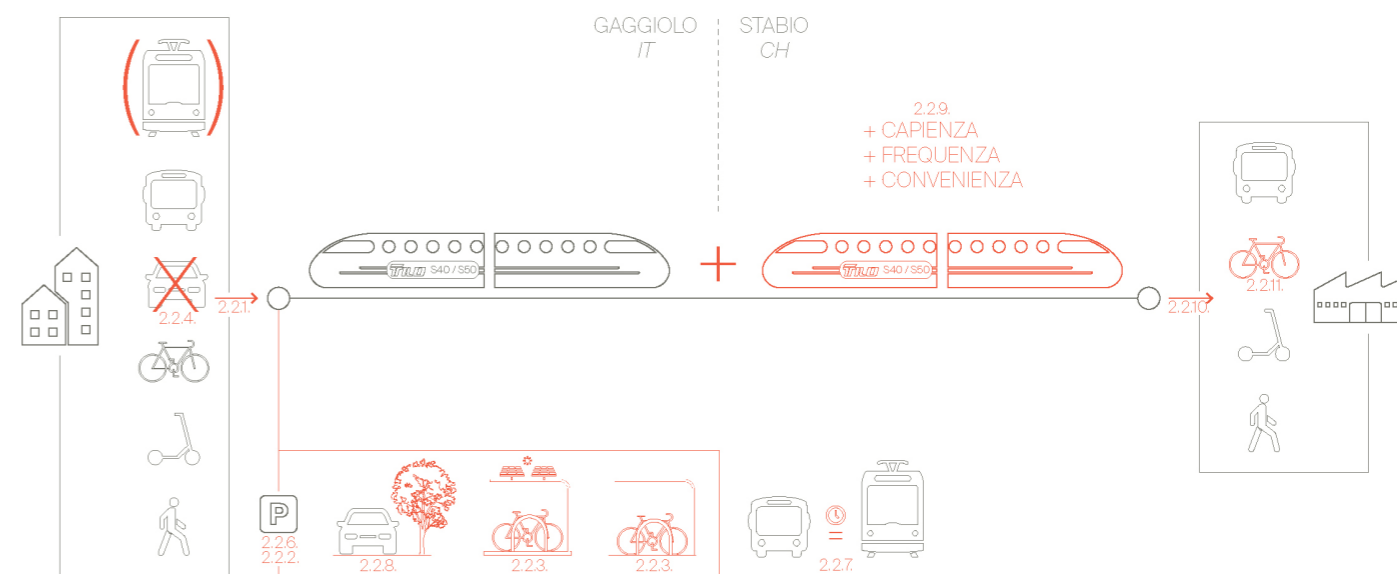 GAGGIOLO
IT
STABIO
CH
2.2.9.
+ CAPIENZA
+ FREQUENZA
+ CONVENIENZA
TILO S40 / S50
+
TILO S40 / S50
2.2.4.
2.2.1.
2.2.10.
2.2.11.
P
2.2.6.
2.2.2.
2.2.8.
2.2.3.
2.2.3.
=
2.2.7.